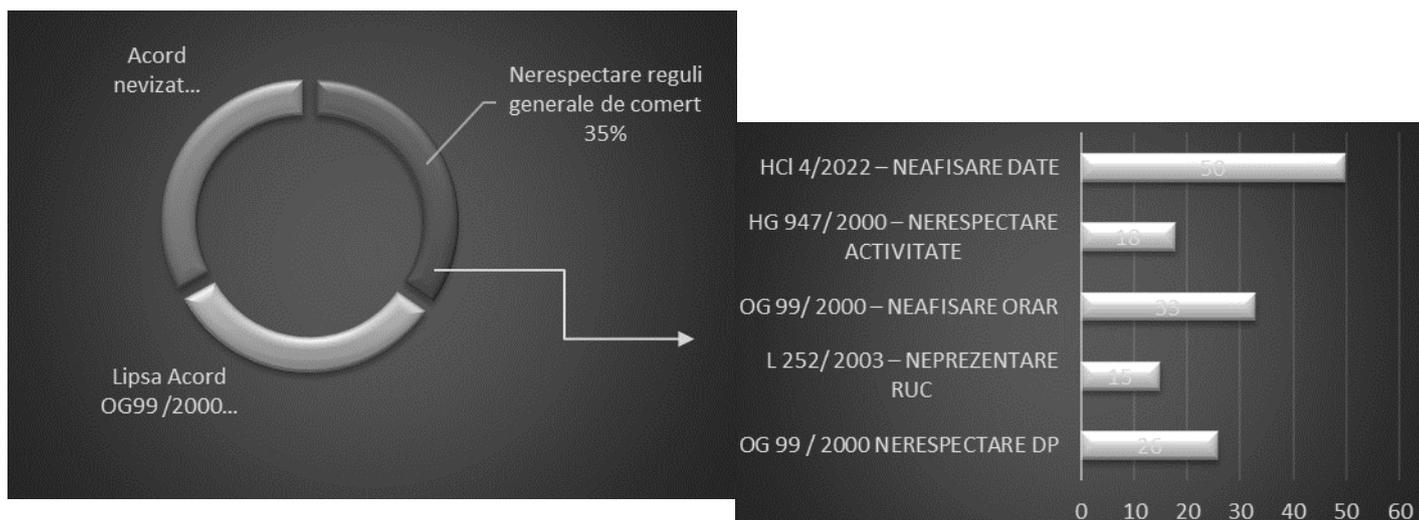 Acord
nevizat...
Nerespectare reguli
generale de comert
35%
Lipsa Acord
OG99 /2000...
HCl 4/2022 – NEAFISARE DATE
50
HG 947/ 2000 – NERESPECTARE
ACTIVITATE
18
OG 99/ 2000 – NEAFISARE ORAR
33
L 252/ 2003 – NEPREZENTARE
RUC
15
OG 99 / 2000 NERESPECTARE DP
26
0 10 20 30 40 50 60